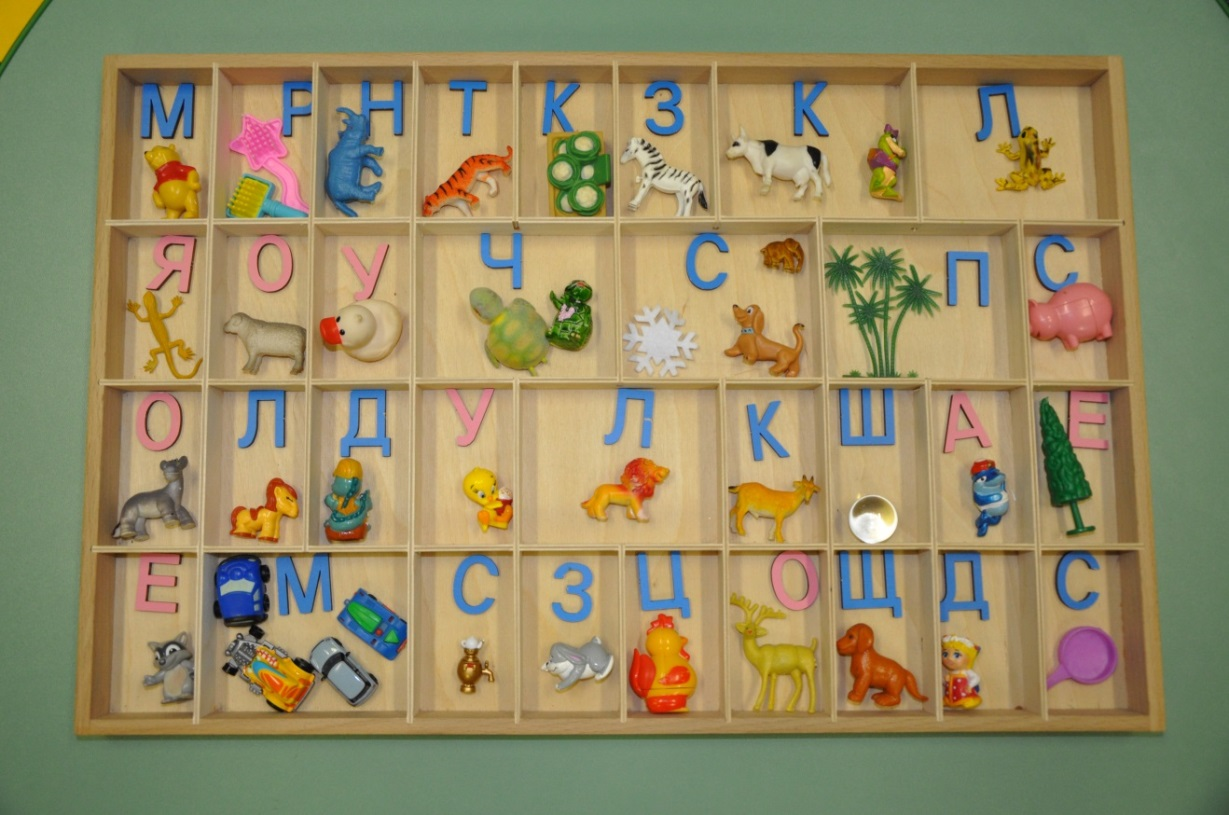 М Р Н Т К З К Л
Я О У Ч С П С
О Л Д У Л К Ш А Е
Е М С З Ц О Щ Д С